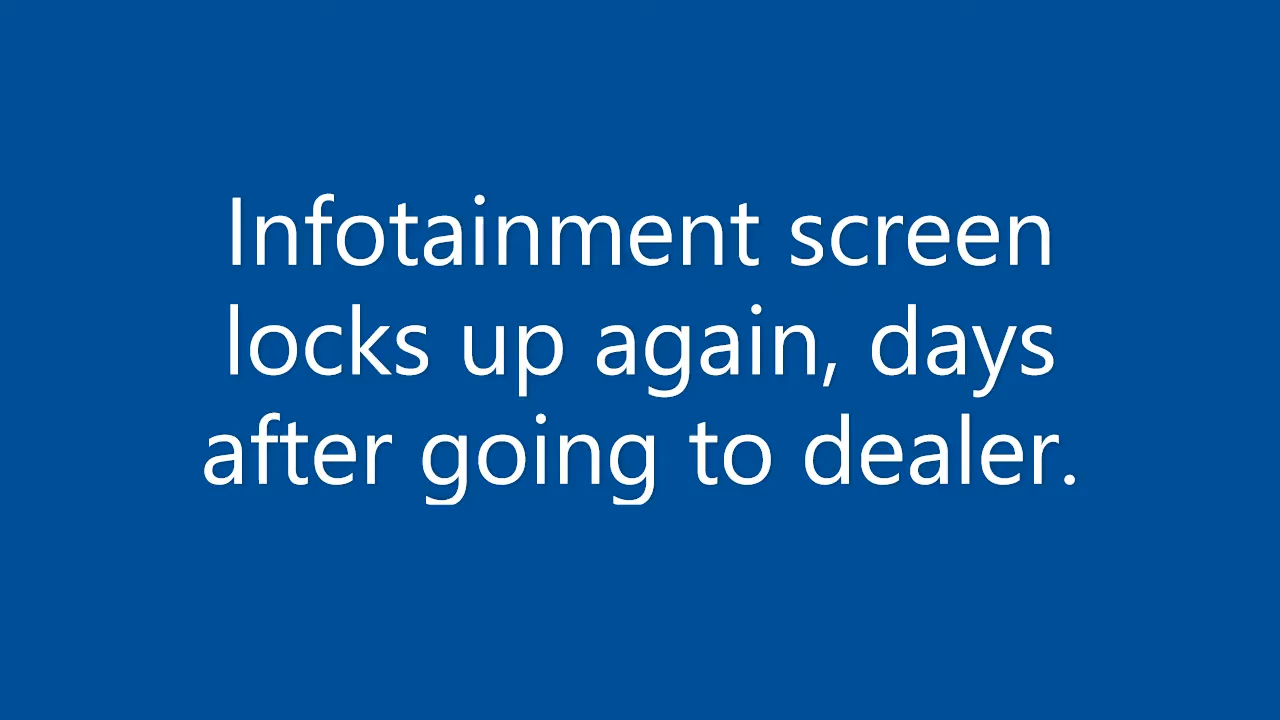 Infotainment screen
locks up again, days
after going to dealer.